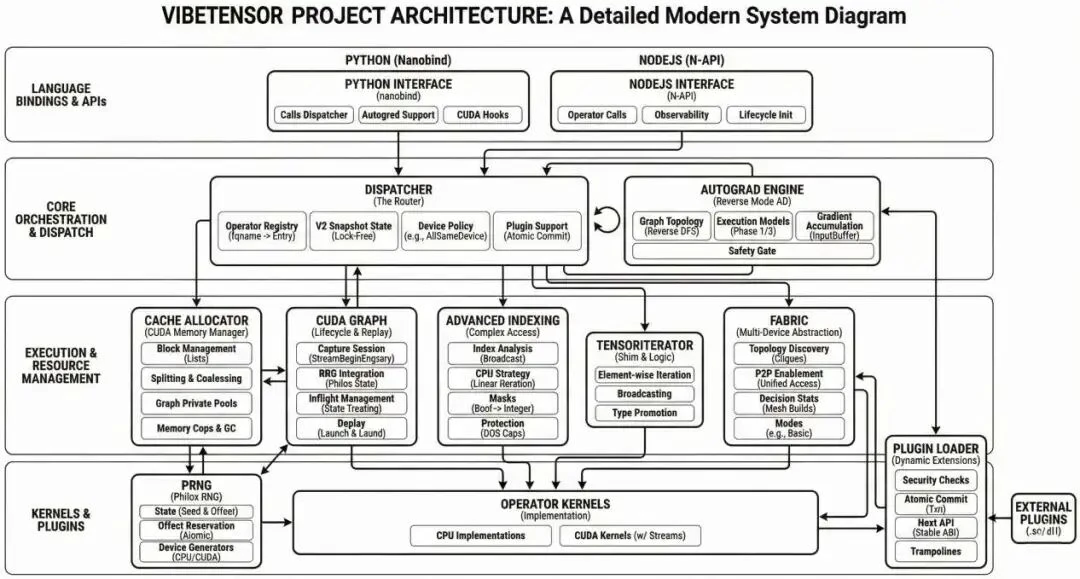 VIBETENSOR PROJECT ARCHITECTURE: A Detailed Modern System Diagram
LANGUAGE
BINDINGS & APIs
PYTHON (Nanobind)
PYTHON INTERFACE
(nanobind)
Calls Dispatcher
Autogred Support
CUDA Hooks
NODEJS (N-API)
NODEJS INTERFACE
(N-API)
Operator Calls
Observability
Lifecycle Init
CORE
ORCHESTRATION
& DISPATCH
DISPATCHER
(The Router)
Operator Registry
(fqname -> Entry)
V2 Snapshot State
(Lock-Free)
Device Policy
(e.g., AllSameDevice)
Plugin Support
(Atomic Commit)
AUTOGRAD ENGINE
(Reverse Mode AD)
Graph Topology
(Reverse DFS)
Execution Models
(Phase 1/3)
Gradient
Accumulation
(InputBuffer)
Safety Gate
EXECUTION &
RESOURCE
MANAGEMENT
CACHE ALLOCATOR
(CUDA Memory Manager)
Block Management
(Lists)
Splitting & Coalessing
Graph Private Pools
Memory Cops & GC
CUDA GRAPH
(Lifecycle & Replay)
Capture Session
(StreamBeginEngsary)
RRG Integration
(Philos State)
Inflight Management
(State Treating)
Deplay
(Launch & Laund)
ADVANCED INDEXING
(Complex Access)
Index Analysis
(Broadcast)
CPU Strategy
(Linear Reration)
Masks
(Boof-> Integer)
Protection
(DOS Caps)
TENSORITERATOR
(Shim & Logic)
Element-wise Iteration
Broadcasting
Type Promotion
FABRIC
(Multi-Device Abstraction)
Topology Discovery
(Cligues)
P2P Enablement
(Unified Access)
Decision Stats
(Mesh Builds)
Modes
(e.g., Basic)
KERNELS &
PLUGINS
PRNG
(Philox RNG)
State (Seed & Offeet)
Offect Reservation
(Aiomic)
Device Generators
(CPU/CUDA)
OPERATOR KERNELS
(Implementation)
CPU Implementations
CUDA Kernels (w/ Streams)
PLUGIN LOADER
(Dynamic Extensions)
Security Checks
Atomic Commit
(Txn)
Hext API
(Stable ABI)
Trampolines
EXTERNAL
PLUGINS
(.so/dll)